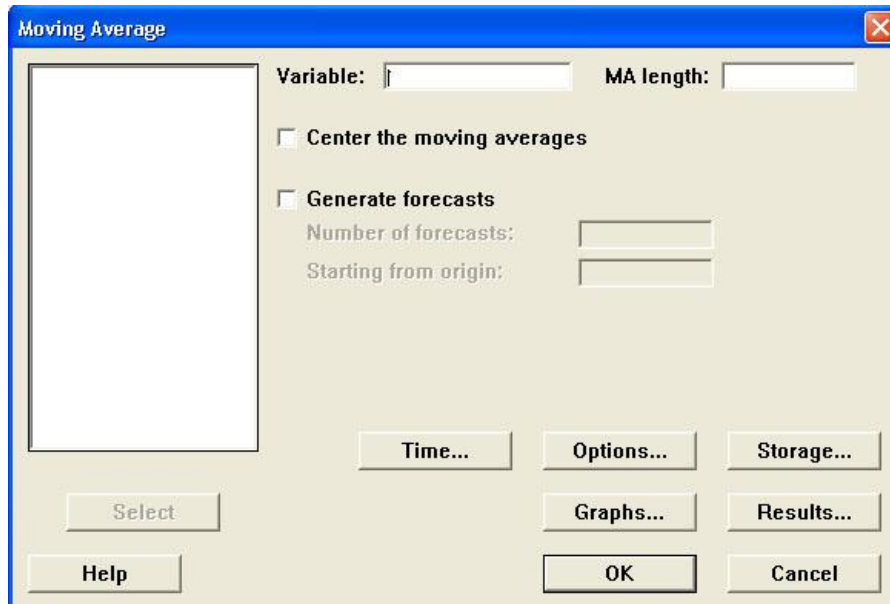 Moving Average
Variable: MA length:
Center the moving averages
Generate forecasts
Number of forecasts:
Starting from origin:
Time... Options... Storage...
Select Graphs... Results...
Help OK Cancel